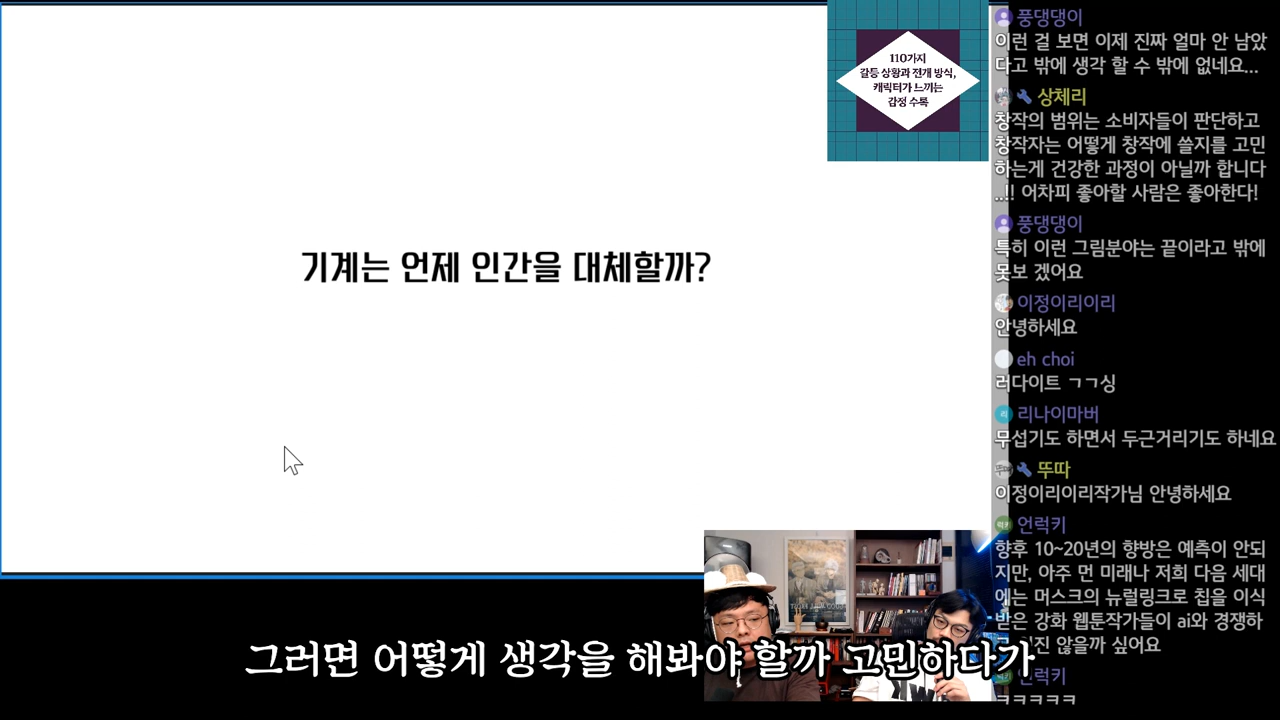 110가지
갈등 상황과 전개 방식,
캐릭터가 느끼는
감정 수록
기계는 언제 인간을 대체할까?
풍댕댕이
이런 걸 보면 이제 진짜 얼마 안 남았
다고 밖에 생각 할 수 밖에 없네요...
상체리
창작의 범위는 소비자들이 판단하고
창작자는 어떻게 창작에 쓸지를 고민
하는게 건강한 과정이 아닐까 합니다
..!! 어차피 좋아할 사람은 좋아한다!
풍댕댕이
특히 이런 그림분야는 끝이라고 밖에
못보 겠어요
이정이리이리
안녕하세요
eh choi
러다이트 ㄱㄱ싱
리
리나이마버
무섭기도 하면서 두근거리기도 하네요
뚜따
이정이리이리작가님 안녕하세요
럭키
언럭키
향후 10~20년의 향방은 예측이 안되
지만, 아주 먼 미래나 저희 다음 세대
에는 머스크의 뉴럴링크로 칩을 이식
받은 강화 웹툰작가들이 ai와 경쟁하
진 않을까 싶어요
언럭키
ㅋㅋㅋㅋㅋ
그러면 어떻게 생각을 해봐야 할까 고민하다가